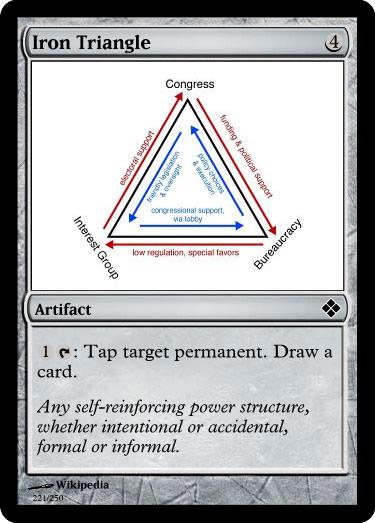 Iron Triangle 4
Congress
electoral support
funding & political support
friendly legislation
& oversight
policy choices
& execution
congressional support,
via lobby
Interest Group
Bureaucracy
low regulation, special favors
Artifact
1 : Tap target permanent. Draw a
card.
Any self-reinforcing power structure,
whether intentional or accidental,
formal or informal.
Wikipedia
221/250